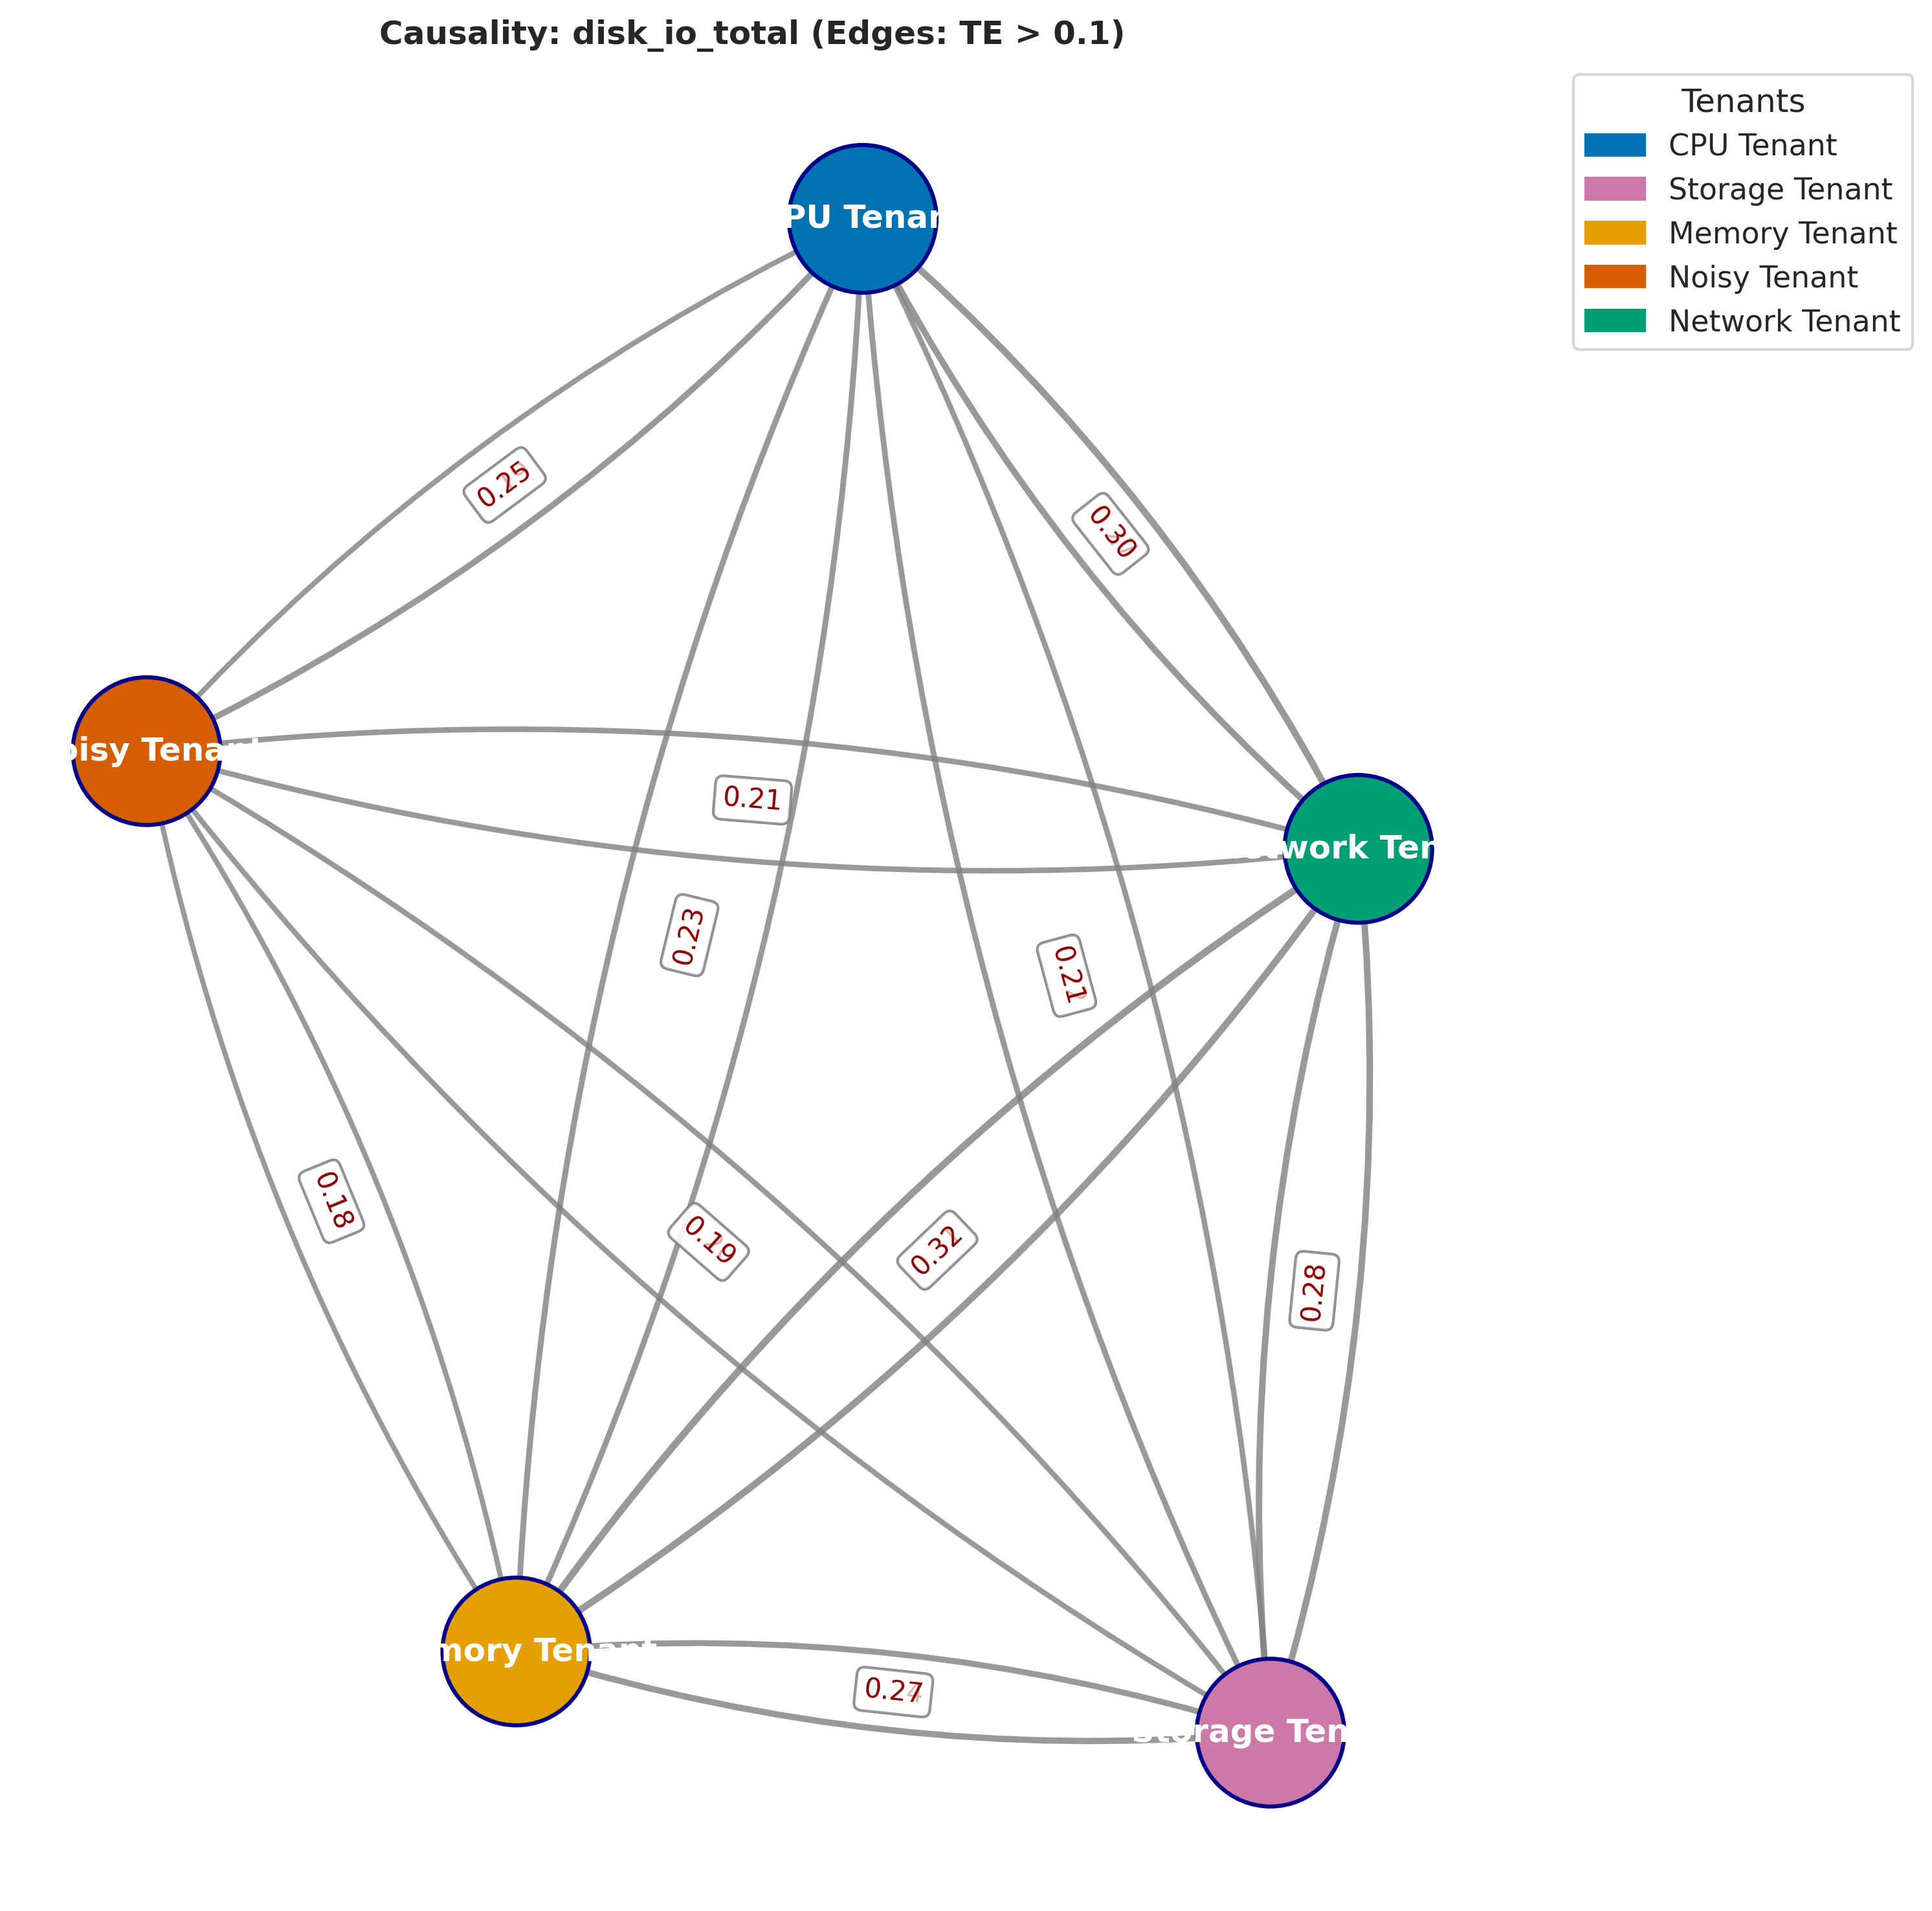 Causality: disk_io_total (Edges: TE > 0.1)
Tenants
CPU Tenant
Storage Tenant
Memory Tenant
Noisy Tenant
Network Tenant
PU Tenan
0.25
0.30
oisy Tenant
0.21
work Ten
0.23
0.21
0.18
0.19
0.32
0.28
mory Tenant
0.27
Storage Ten